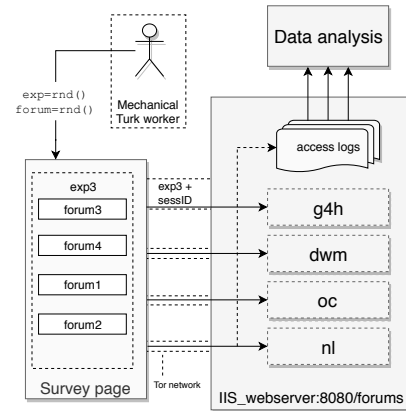 Data analysis
exp=rnd()
forum=rnd()
Mechanical
Turk worker
access logs
exp3
exp3 +
sessID
forum3
g4h
forum4
dwm
forum1
oc
forum2
nl
Survey page
Tor network
IIS_webserver:8080/forums